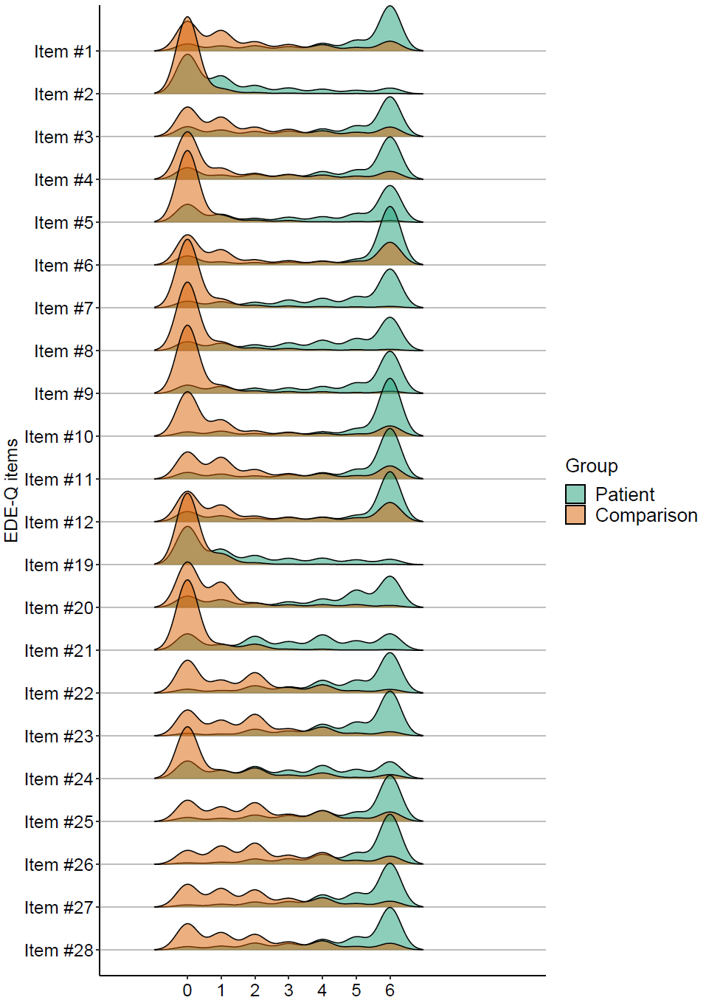 Item #1
Item #2
Item #3
Item #4
Item #5
Item #6
Item #7
Item #8
Item #9
Item #10
Item #11
Item #12
Item #19
Item #20
Item #21
Item #22
Item #23
Item #24
Item #25
Item #26
Item #27
Item #28
EDE-Q items
0 1 2 3 4 5 6
Group
Patient
Comparison